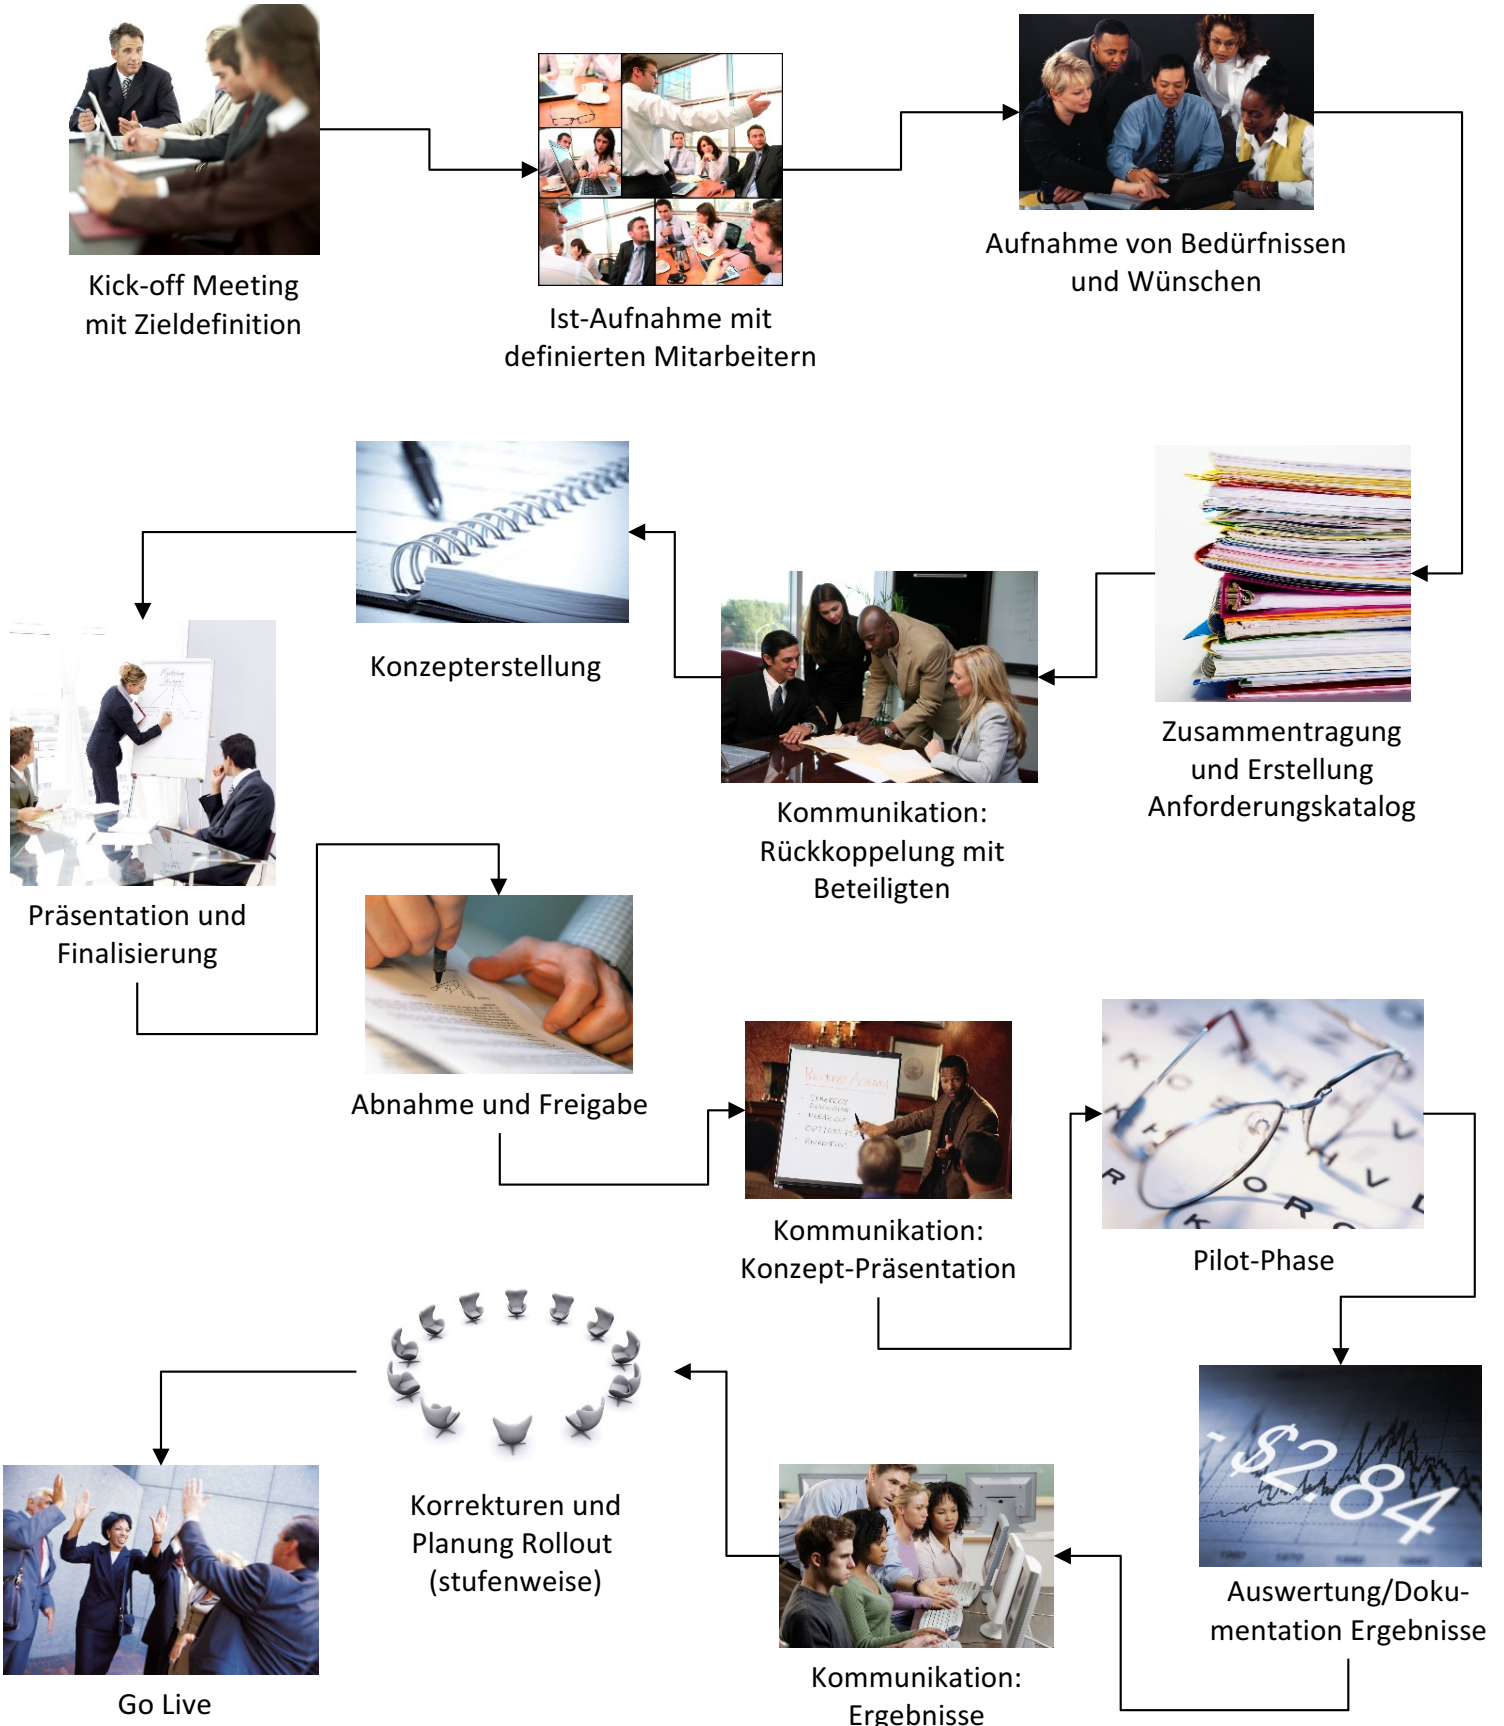 Kick-off Meeting
mit Zieldefinition
Ist-Aufnahme mit
definierten Mitarbeitern
Aufnahme von Bedürfnissen
und Wünschen
Zusammentragung
und Erstellung
Anforderungskatalog
Kommunikation:
Rückkoppelung mit
Beteiligten
Konzepterstellung
Präsentation und
Finalisierung
Abnahme und Freigabe
Kommunikation:
Konzept-Präsentation
Pilot-Phase
-$2.84
Auswertung/Doku-
mentation Ergebnisse
Kommunikation:
Ergebnisse
Korrekturen und
Planung Rollout
(stufenweise)
Go Live